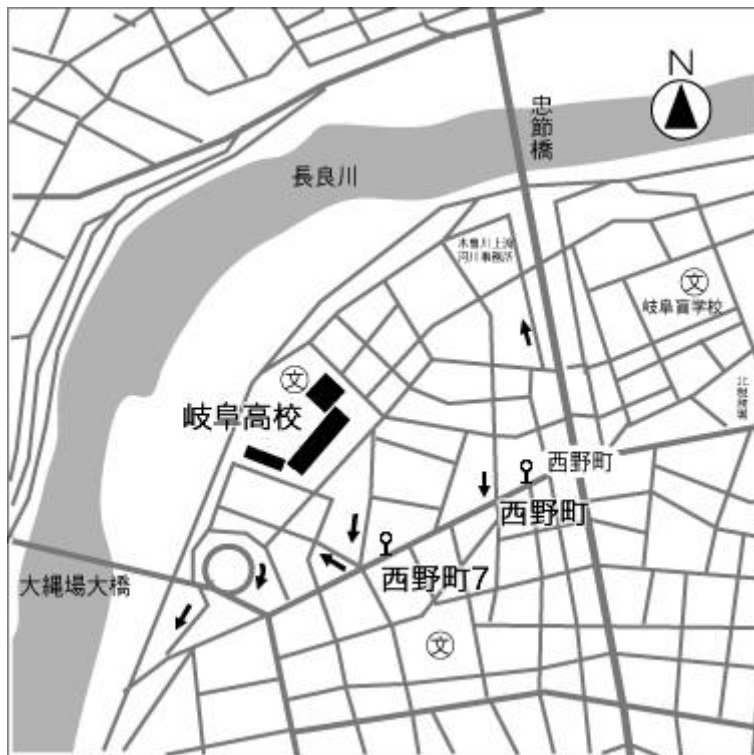 N
忠節橋
長良川
木曽川上流
河川事務所
文
岐阜盲学校
文
岐阜高校
西野町
西野町
西野町7
大縄場大橋
文